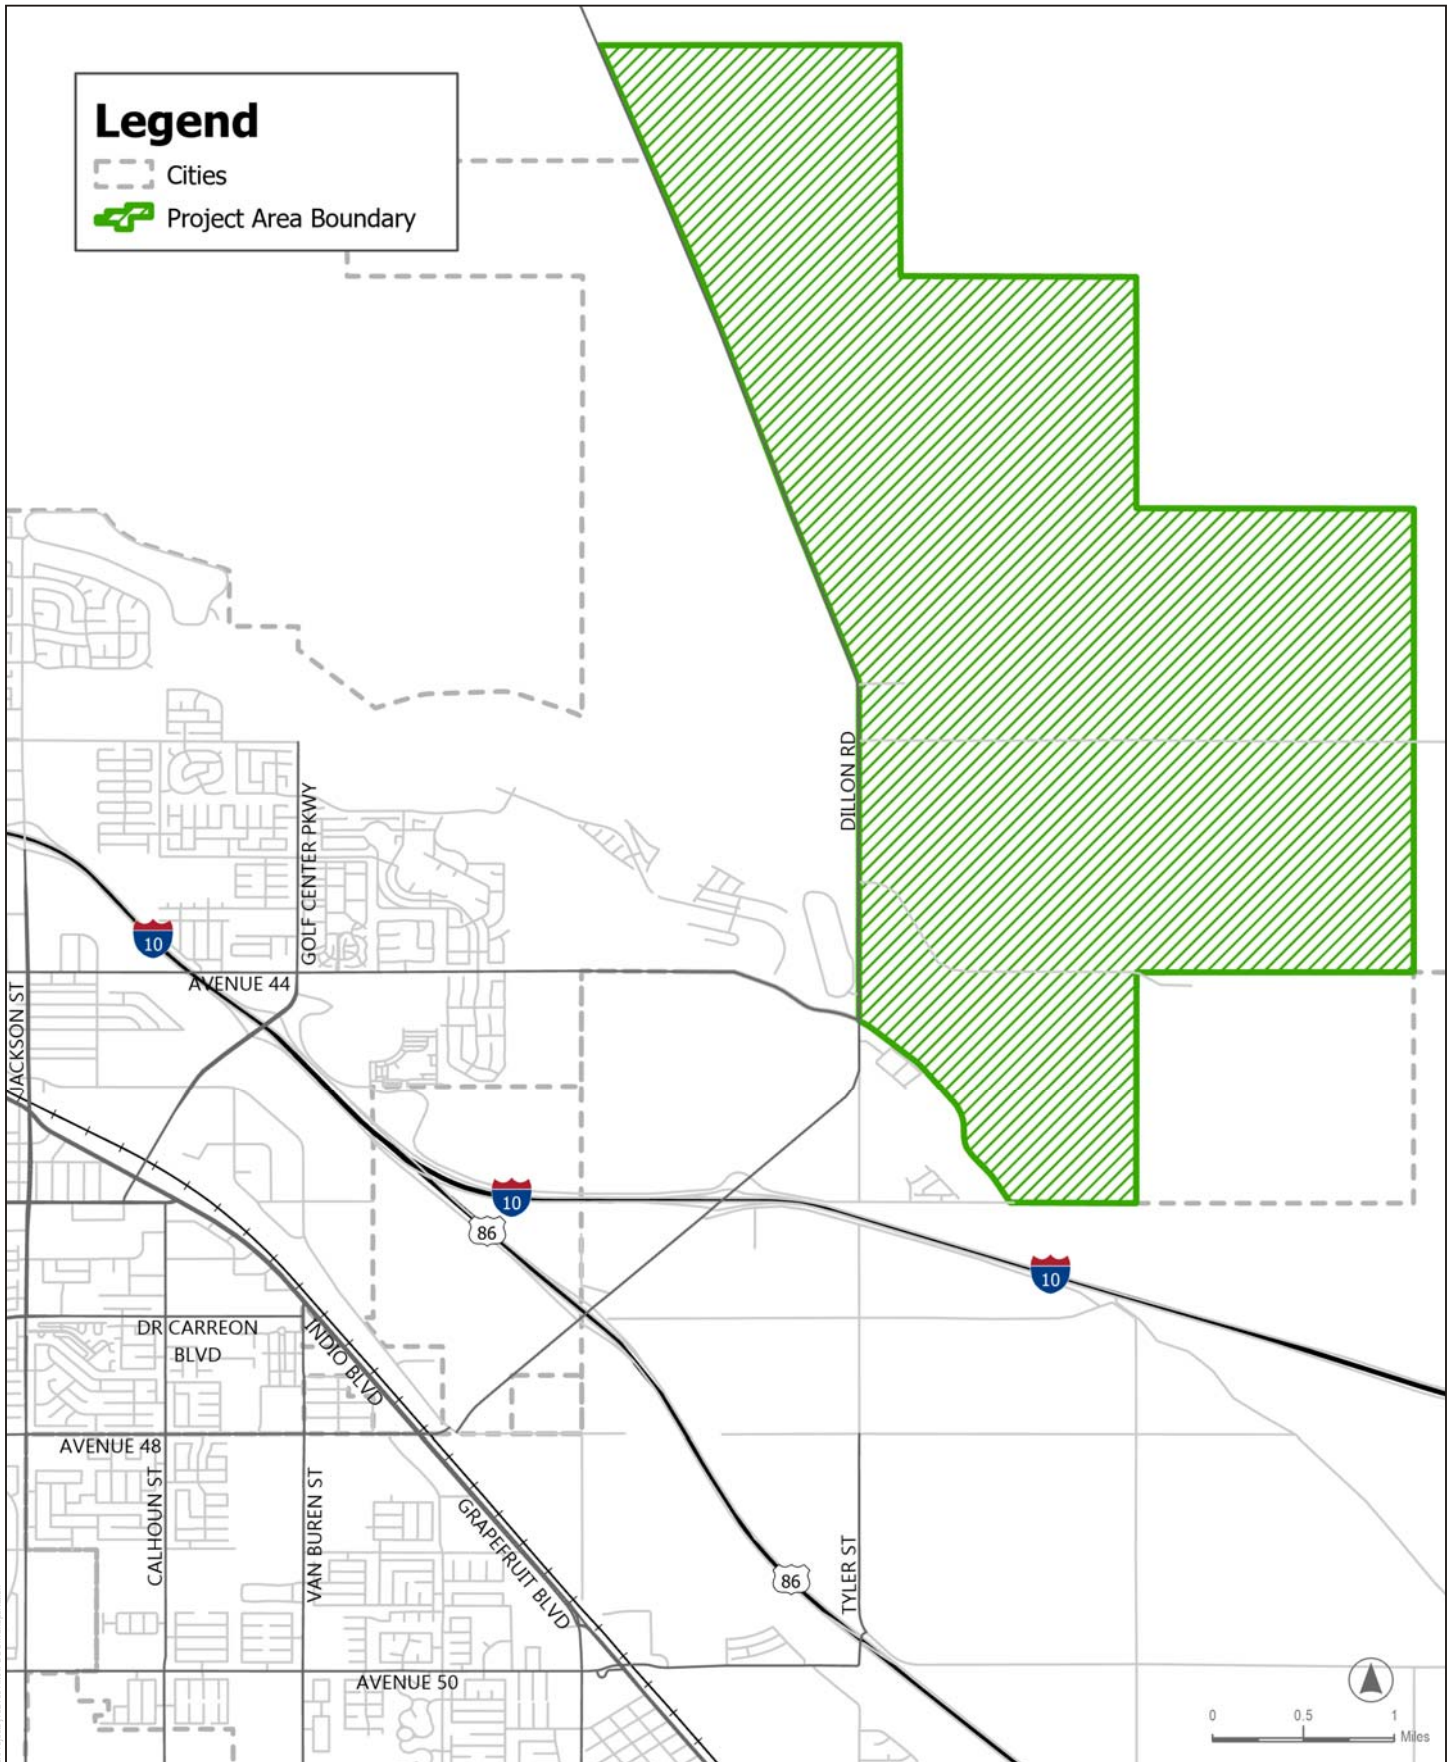 Legend
Cities
Project Area Boundary
DILLON RD
GOLF CENTER PKWY
10
AVENUE 44
JACKSON ST
10
86
10
DR CARREON
BLVD
INDIO BLVD
AVENUE 48
CALHOUN ST
VAN BUREN ST
GRAPEFRUIT BLVD
86
TYLER ST
AVENUE 50
0 0.5 1
Miles